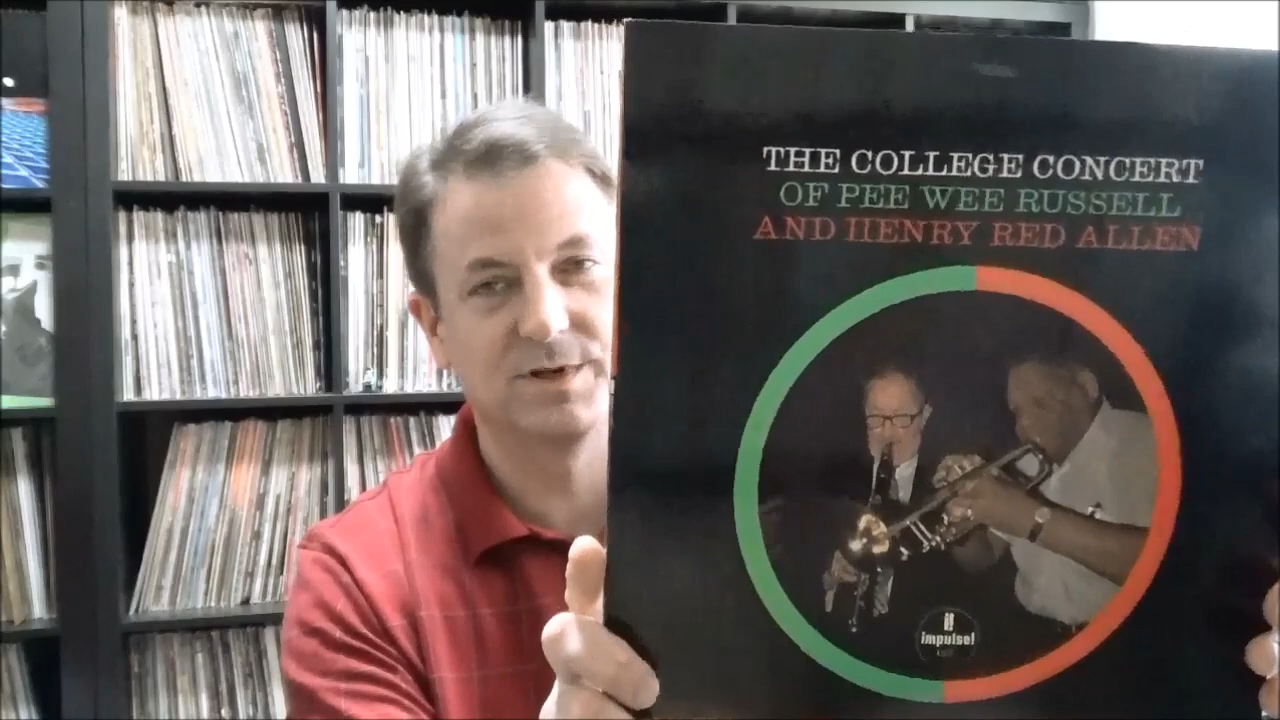 THE COLLEGE CONCERT
OF PEE WEE RUSSELL
AND HENRY RED ALLEN
impulse!